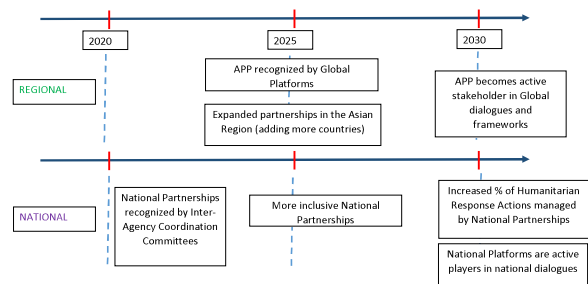 2020
2025
2030
REGIONAL
APP recognized by Global
Platforms
Expanded partnerships in the Asian
Region (adding more countries)
APP becomes active
stakeholder in Global
dialogues and
frameworks
NATIONAL
National Partnerships
recognized by Inter-
Agency Coordination
Committees
More inclusive National
Partnerships
Increased % of Humanitarian
Response Actions managed
by National Partnerships
National Platforms are active
players in national dialogues